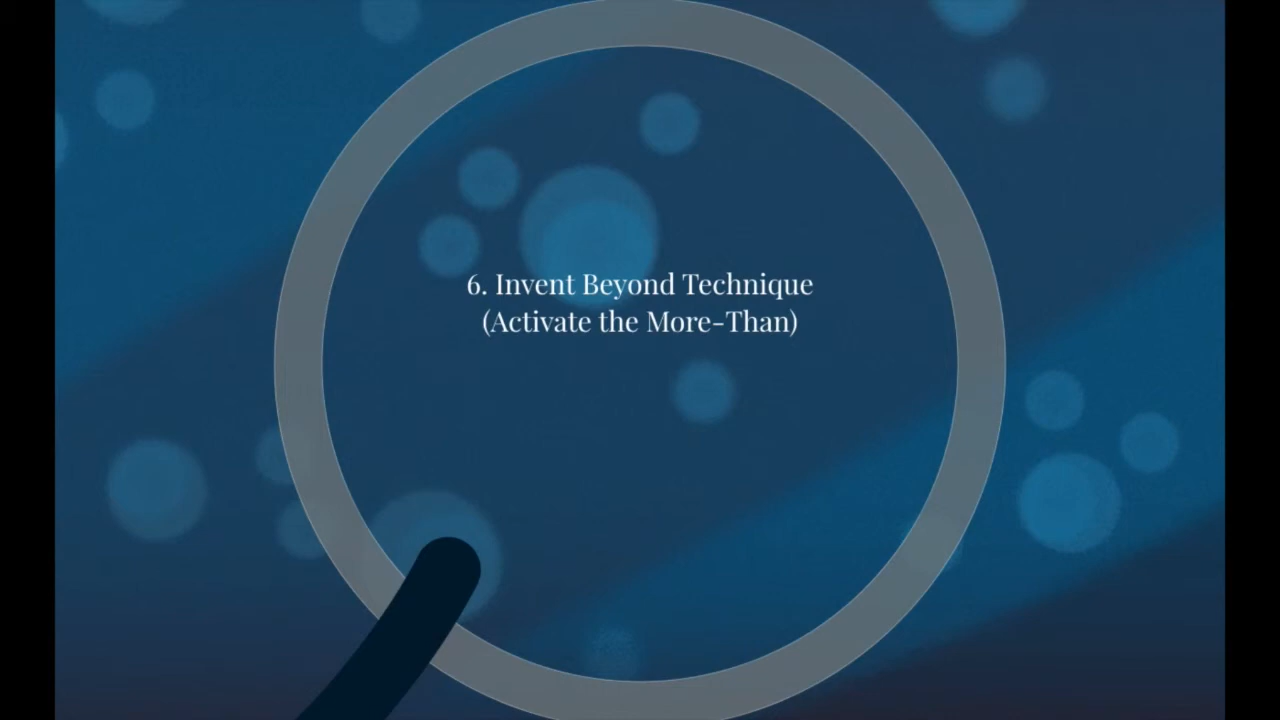 6. Invent Beyond Technique
(Activate the More-Than)